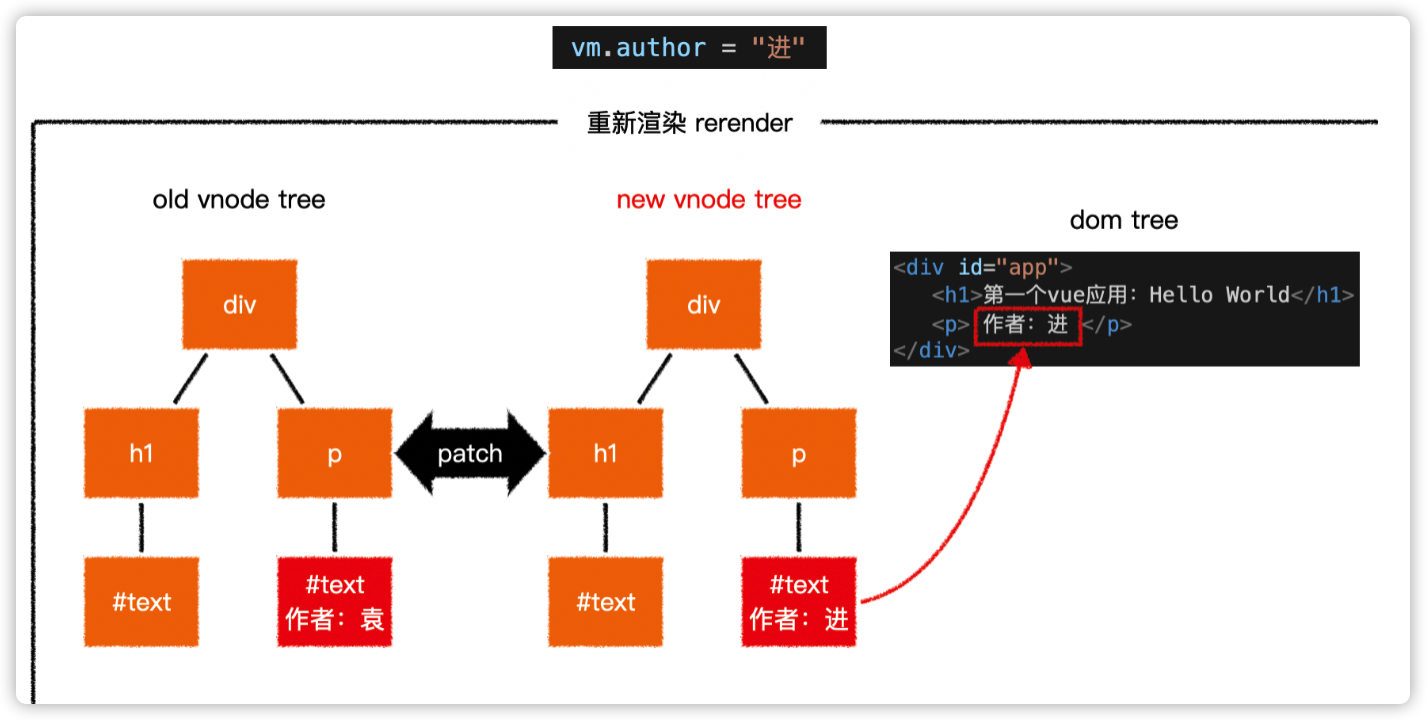 vm.author = "进"
重新渲染 rerender
old vnode tree
new vnode tree
dom tree
<div id="app">
<h1>第一个vue应用：Hello World</h1>
<p> 作者：进 </p>
</div>
div
div
h1
p
patch
h1
p
#text
#text
作者：袁
#text
#text
作者：进